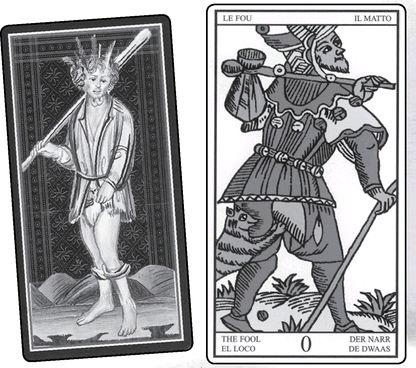 LE FOU
IL MATTO
THE FOOL
EL LOCO
0
DER NARR
DE DWAAS